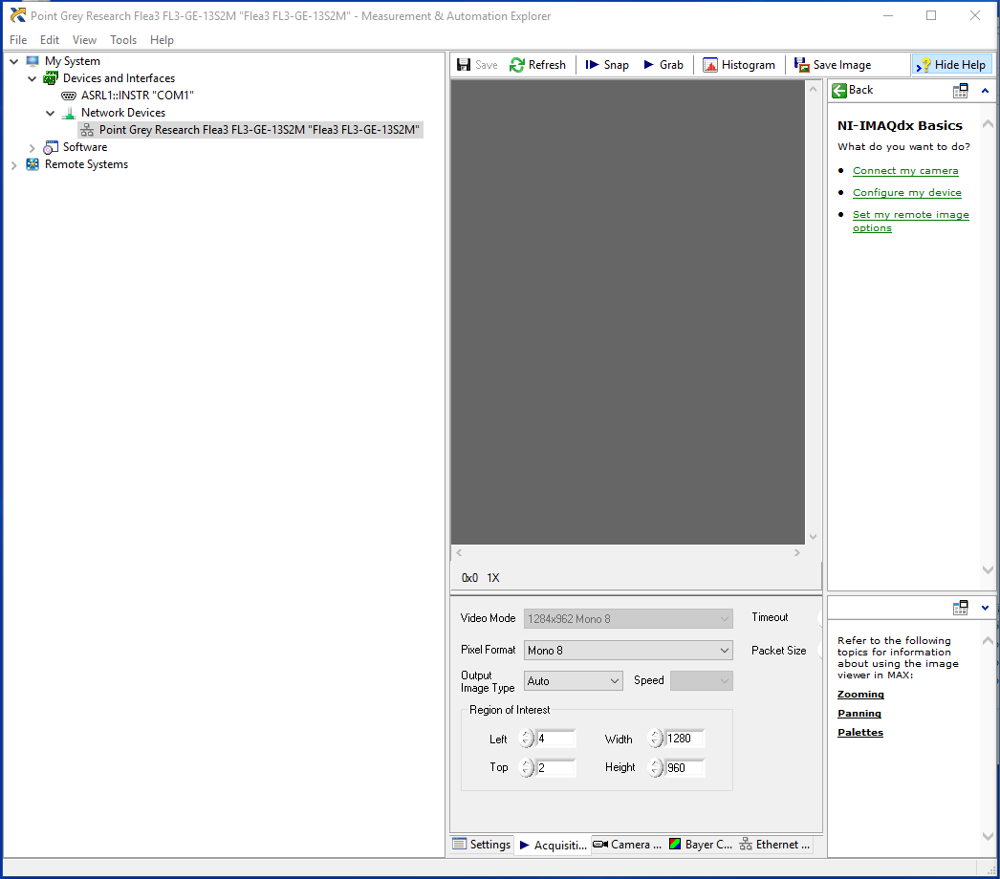 Point Grey Research Flea3 FL3-GE-13S2M "Flea3 FL3-GE-13S2M" - Measurement & Automation Explorer
File Edit View Tools Help
My System
Devices and Interfaces
ASRL1::INSTR "COM1"
Network Devices
Point Grey Research Flea3 FL3-GE-13S2M "Flea3 FL3-GE-13S2M"
Software
Remote Systems
Save Refresh Snap Grab Histogram Save Image Hide Help
0x0 1X
Video Mode 1284x962 Mono 8 Timeout
Pixel Format Mono 8 Packet Size
Output
Image Type Auto Speed
Region of Interest
Left 4 Width 1280
Top 2 Height 960
Settings Acquisiti... Camera ... Bayer C... Ethernet ...
Back
NI-IMAQdx Basics
What do you want to do?
Connect my camera
Configure my device
Set my remote image
options
Refer to the following
topics for information
about using the image
viewer in MAX:
Zooming
Panning
Palettes